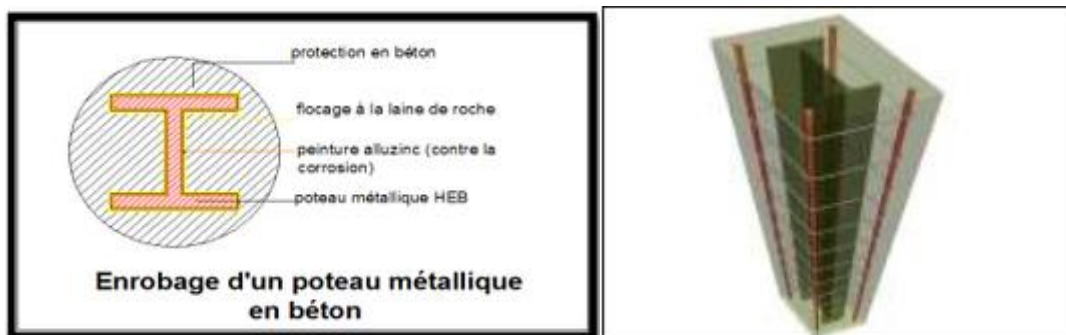 protection en béton
flocage à la laine de roche
peinture alluzinc (contre la
corrosion)
poteau métallique HEB
Enrobage d'un poteau métallique
en béton